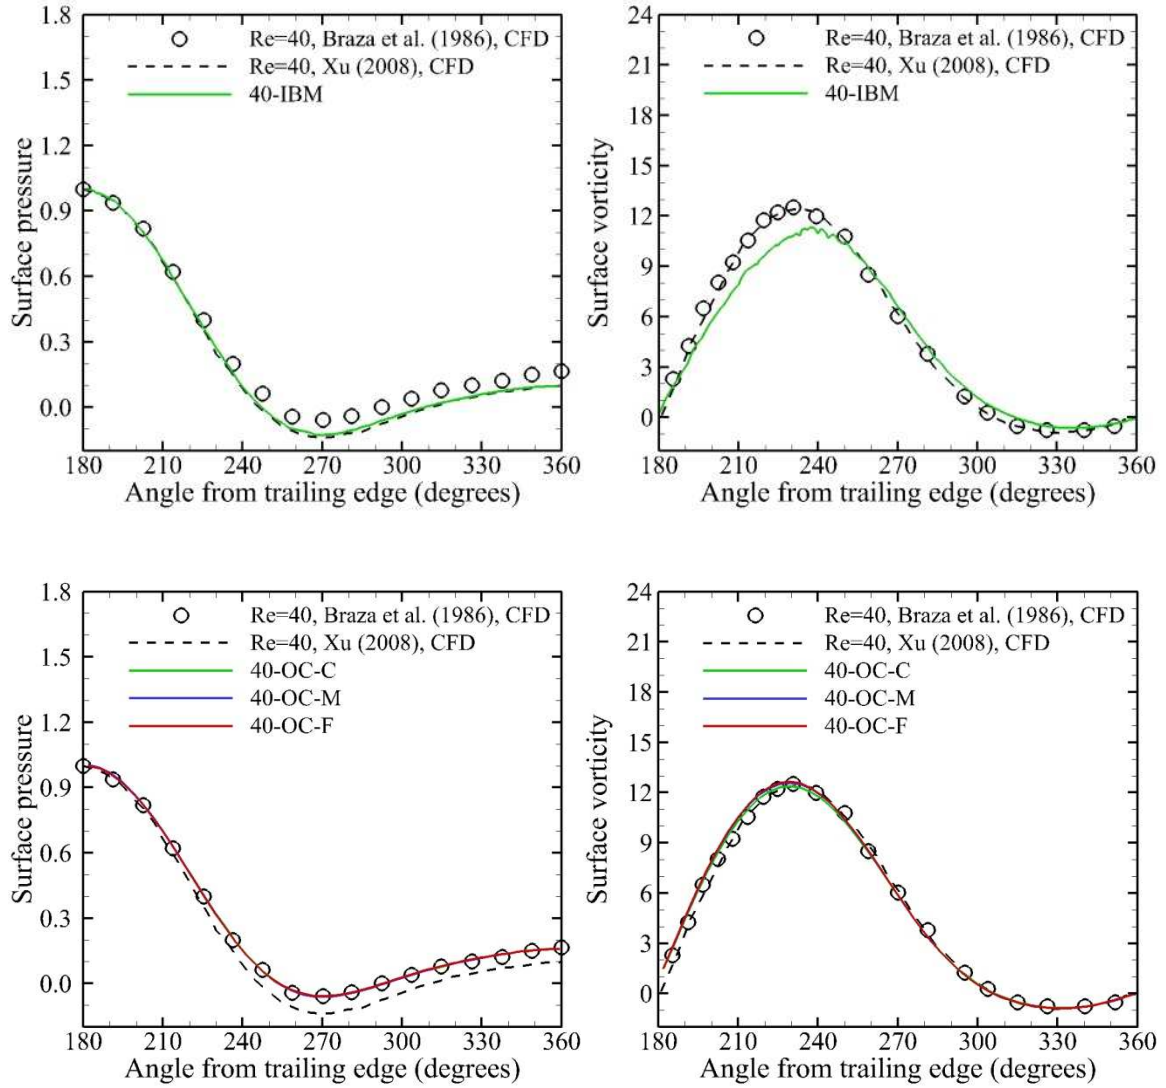 Re=40, Braza et al. (1986), CFD
Re=40, Xu (2008), CFD
40-IBM
Surface pressure
1.8
1.5
1.2
0.9
0.6
0.3
0.0
180 210 240 270 300 330 360
Angle from trailing edge (degrees)
Re=40, Braza et al. (1986), CFD
Re=40, Xu (2008), CFD
40-IBM
Surface vorticity
24
21
18
15
12
9
6
3
0
180 210 240 270 300 330 360
Angle from trailing edge (degrees)
Re=40, Braza et al. (1986), CFD
Re=40, Xu (2008), CFD
40-OC-C
40-OC-M
40-OC-F
Surface pressure
1.8
1.5
1.2
0.9
0.6
0.3
0.0
180 210 240 270 300 330 360
Angle from trailing edge (degrees)
Re=40, Braza et al. (1986), CFD
Re=40, Xu (2008), CFD
40-OC-C
40-OC-M
40-OC-F
Surface vorticity
24
21
18
15
12
9
6
3
0
180 210 240 270 300 330 360
Angle from trailing edge (degrees)